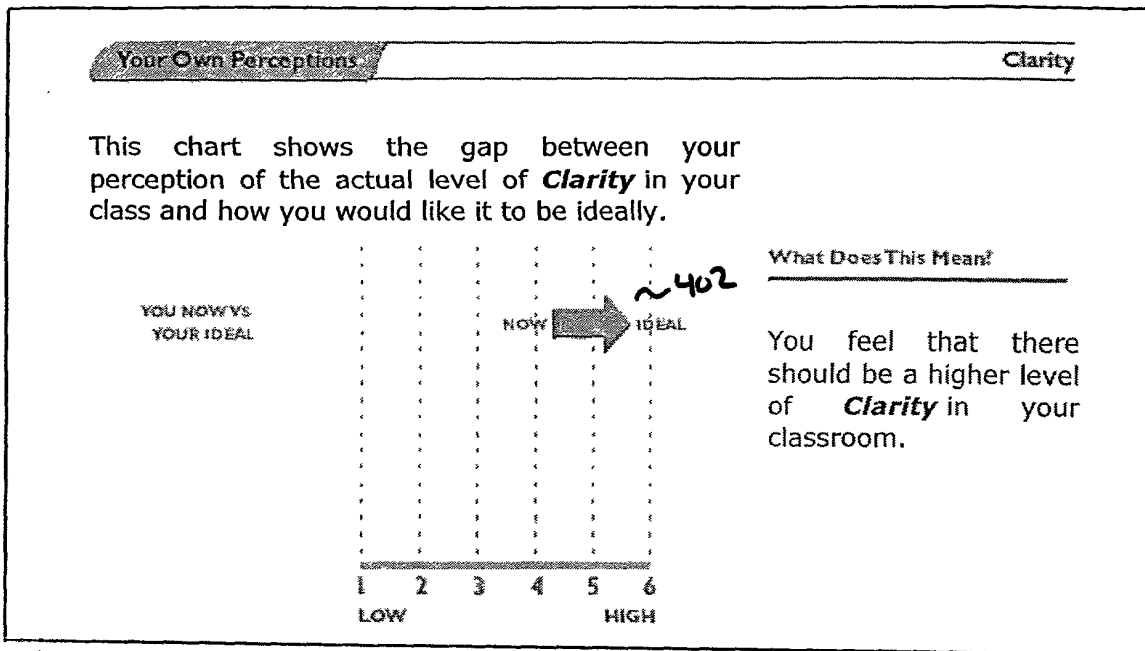 Your Own Perceptions
Clarity
This chart shows the gap between your
perception of the actual level of Clarity in your
class and how you would like it to be ideally.
What Does This Mean?
~402
YOU NOW VS
YOUR IDEAL
NOW
IDEAL
You feel that there
should be a higher level
of Clarity in your
classroom.
1 2 3 4 5 6
LOW HIGH